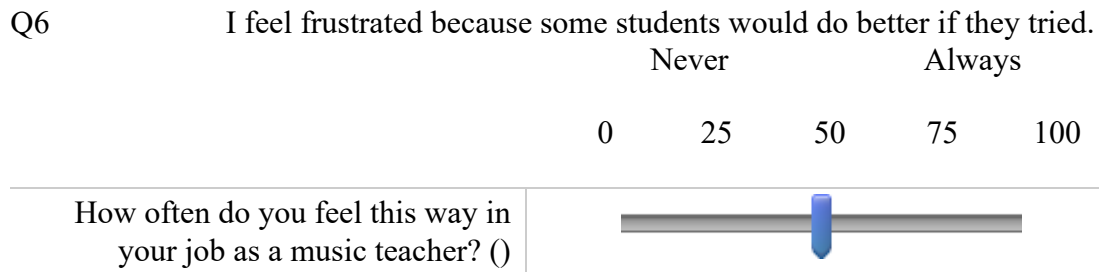 Q6 I feel frustrated because some students would do better if they tried.
Never Always
0 25 50 75 100
How often do you feel this way in
your job as a music teacher? ()